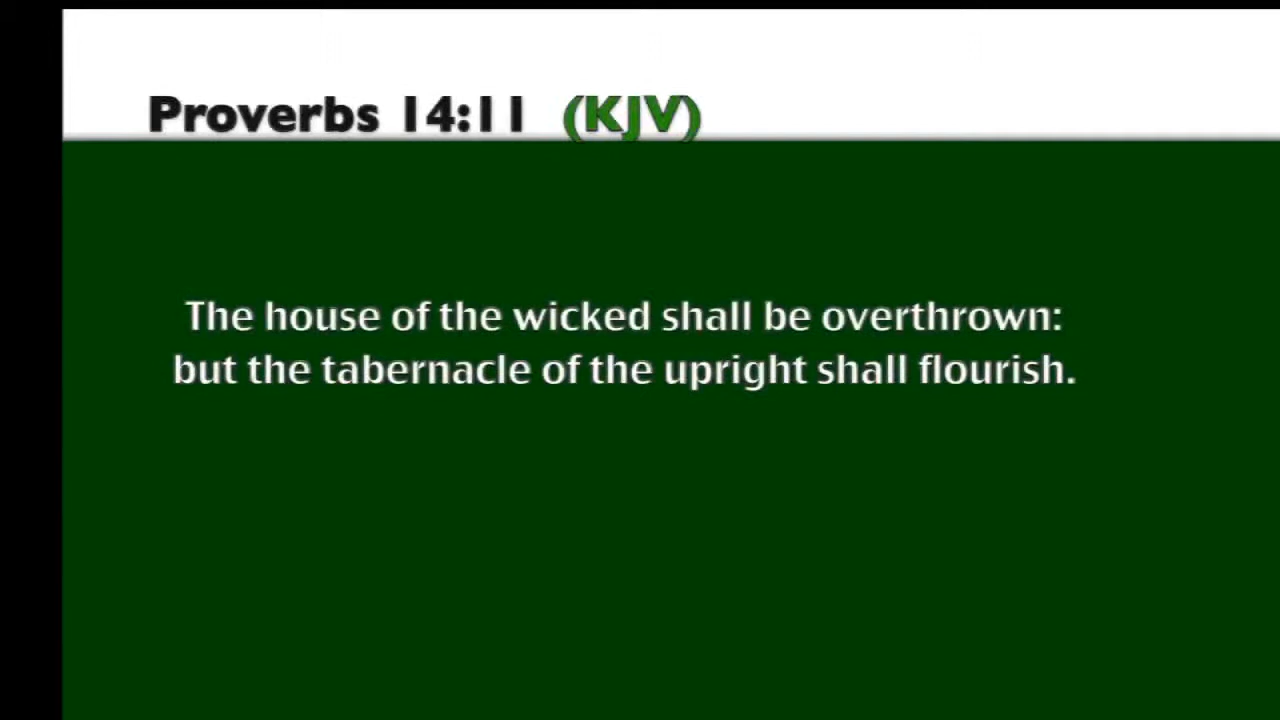 Proverbs 14:11 (KJV)
The house of the wicked shall be overthrown:
but the tabernacle of the upright shall flourish.